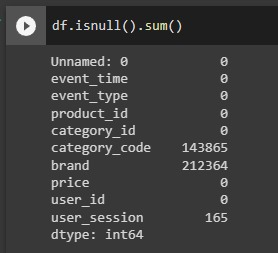 df.isnull().sum()
Unnamed: 0 0
event_time 0
event_type 0
product_id 0
category_id 0
category_code 143865
brand 212364
price 0
user_id 0
user_session 165
dtype: int64